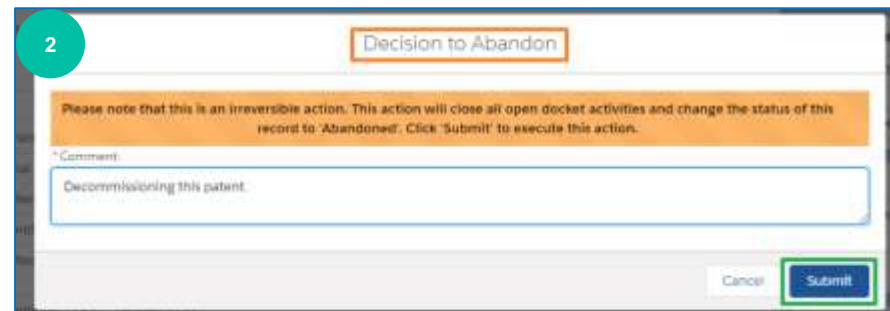 2
Decision to Abandon
Please note that this is an irreversible action. This action will close all open docket activities and change the status of this
record to 'Abandoned'. Click 'Submit' to execute this action.
*Comment:
Decommissioning this patent.
Cancel
Submit